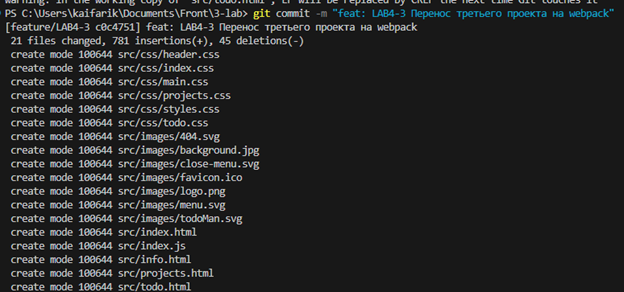 warning: in the working copy of 'src/todo.html', LF will be replaced by CRLF the next time Git touches it
PS C:\Users\kaifarik\Documents\Front\3-lab> git commit -m "feat: LAB4-3 Перенос третьего проекта на webpack"
[feature/LAB4-3 c0c4751] feat: LAB4-3 Перенос третьего проекта на webpack
21 files changed, 781 insertions(+), 45 deletions(-)
create mode 100644 src/css/header.css
create mode 100644 src/css/index.css
create mode 100644 src/css/main.css
create mode 100644 src/css/projects.css
create mode 100644 src/css/styles.css
create mode 100644 src/css/todo.css
create mode 100644 src/images/404.svg
create mode 100644 src/images/background.jpg
create mode 100644 src/images/close-menu.svg
create mode 100644 src/images/favicon.ico
create mode 100644 src/images/logo.png
create mode 100644 src/images/menu.svg
create mode 100644 src/images/todoMan.svg
create mode 100644 src/index.html
create mode 100644 src/index.js
create mode 100644 src/info.html
create mode 100644 src/projects.html
create mode 100644 src/todo.html